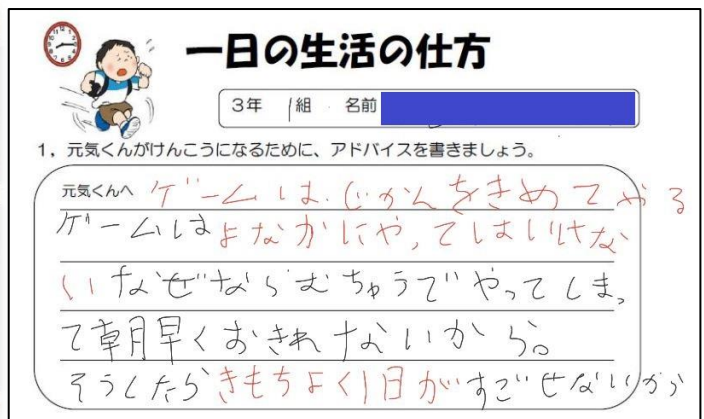 一日の生活の仕方
3年 1組 名前
1，元気くんがけんこうになるために、アドバイスを書きましょう。
元気くんへ ゲームは、じかんをきめてやる
ゲームはよなかにやってはいけな
いなぜならむちゅうでやってしまっ
て朝早くおきれないから。
そうしたらきもちよく1日がすごせないから